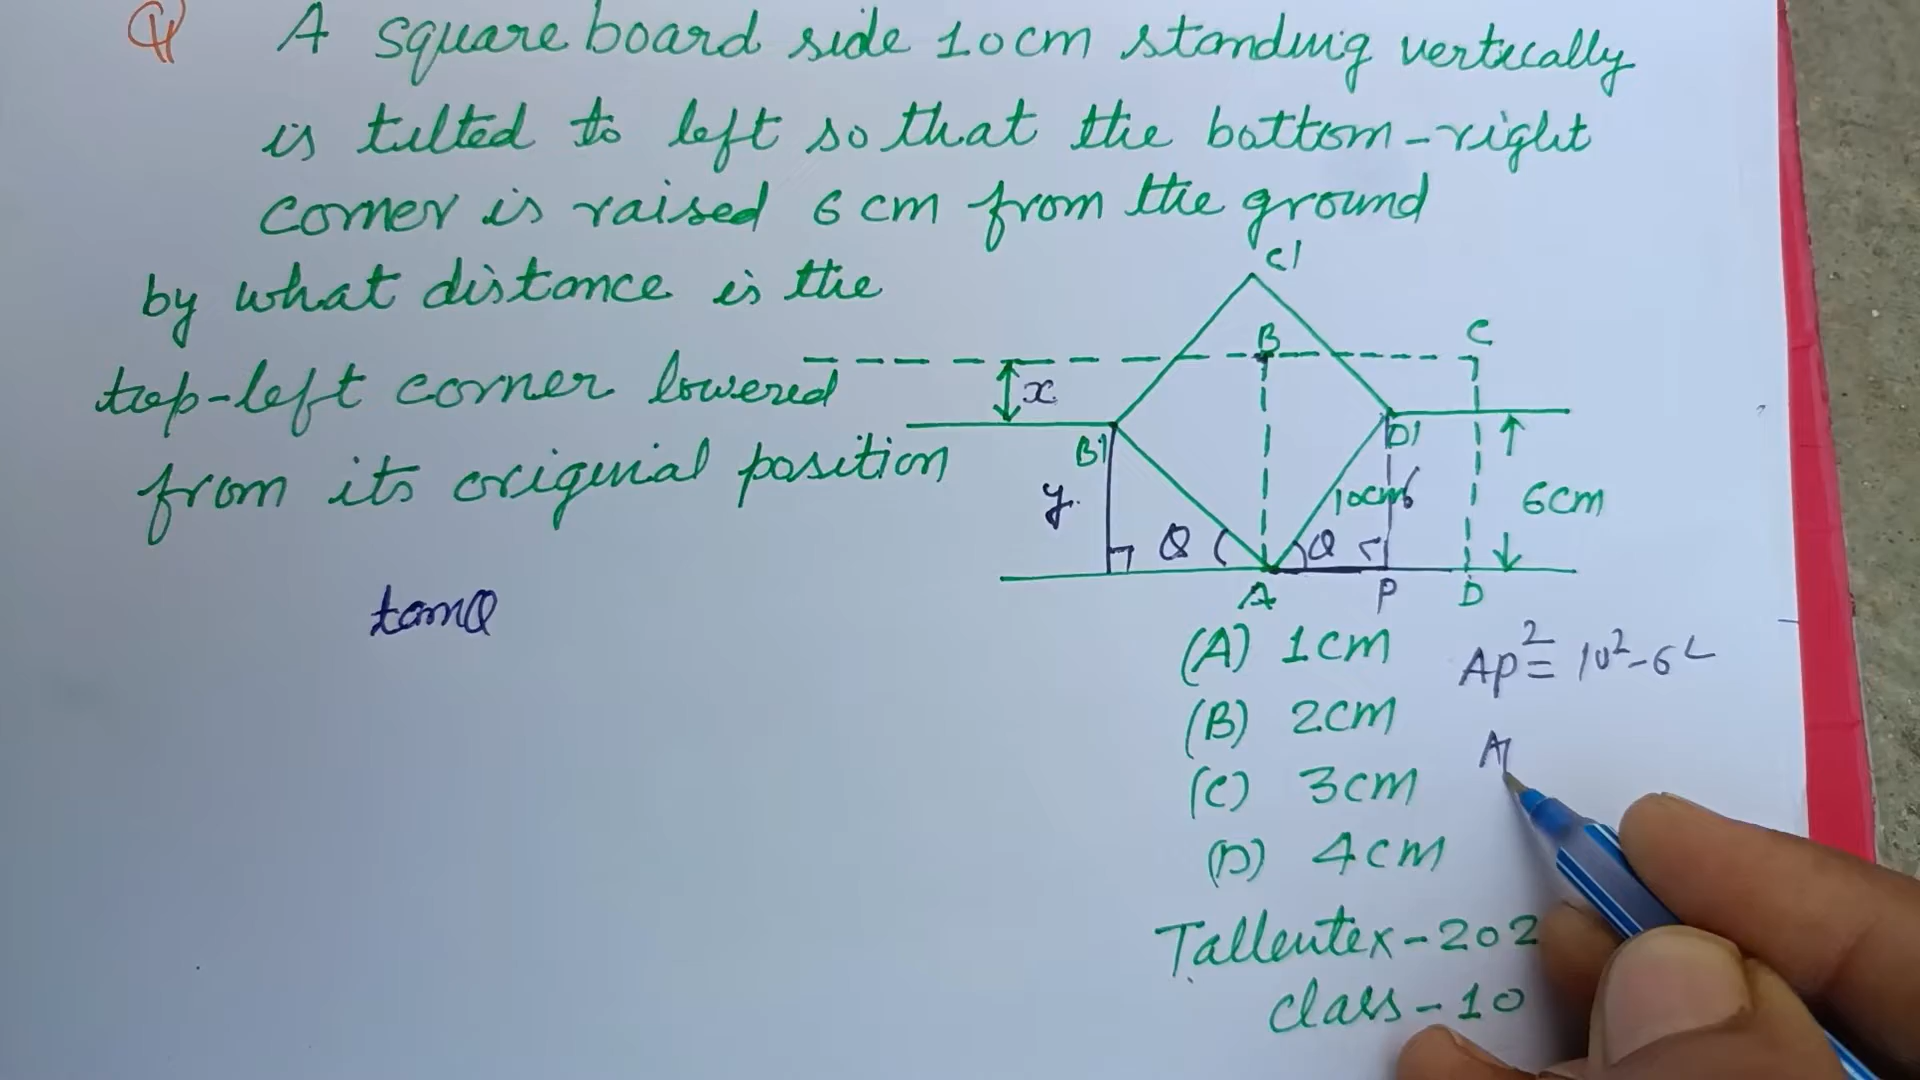 Q
A square board side 10cm standing vertically
is tilted to left so that the bottom-right
corner is raised 6 cm from the ground
by what distance is the
top-left corner lowered
from its original position
C'
B
C
x
B'
D'
y
10cm
6
6cm
θ
θ
A
P
D
tanθ
(A) 1cm
AP² = 10²-6²
(B) 2cm
A
(C) 3cm
(D) 4cm
Tallentex-202
class-10